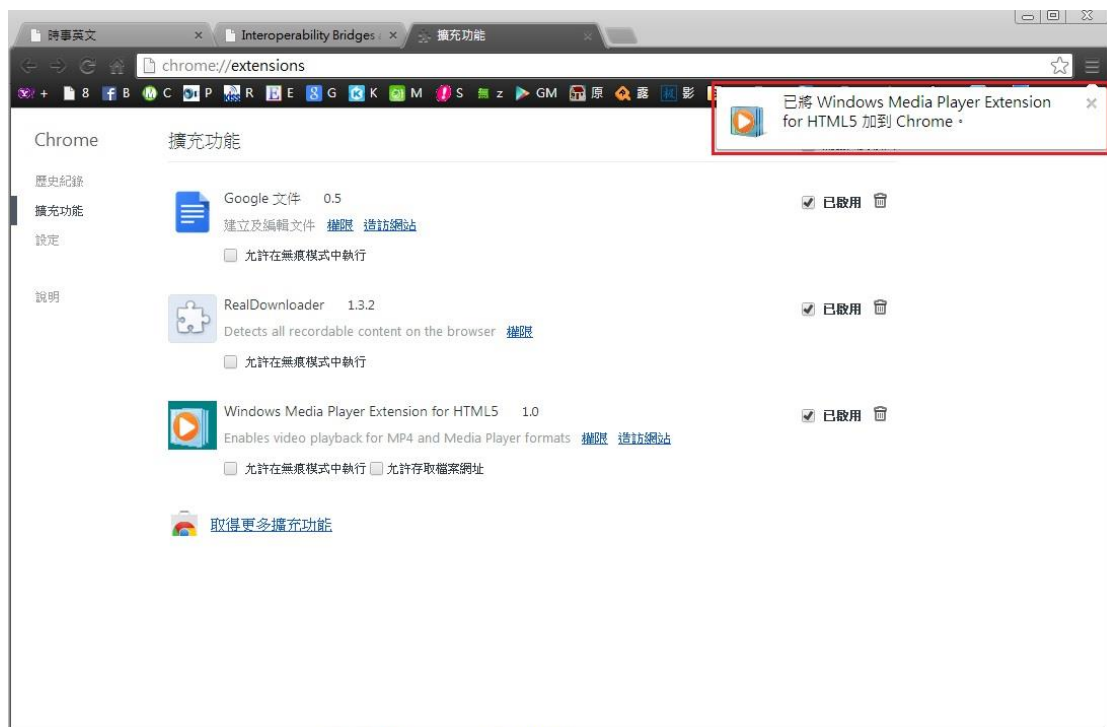 時事英文
Interoperability Bridges
擴充功能
chrome://extensions
+ 8 B C P R E G K M S z GM 原 露 影
已將 Windows Media Player Extension
for HTML5 加到 Chrome。
Chrome
擴充功能
歷史紀錄
擴充功能
設定
說明
Google 文件 0.5
已啟用
建立及編輯文件 權限 造訪網站
允許在無痕模式中執行
RealDownloader 1.3.2
已啟用
Detects all recordable content on the browser 權限
允許在無痕模式中執行
Windows Media Player Extension for HTML5 1.0
已啟用
Enables video playback for MP4 and Media Player formats 權限 造訪網站
允許在無痕模式中執行 允許存取檔案網址
取得更多擴充功能